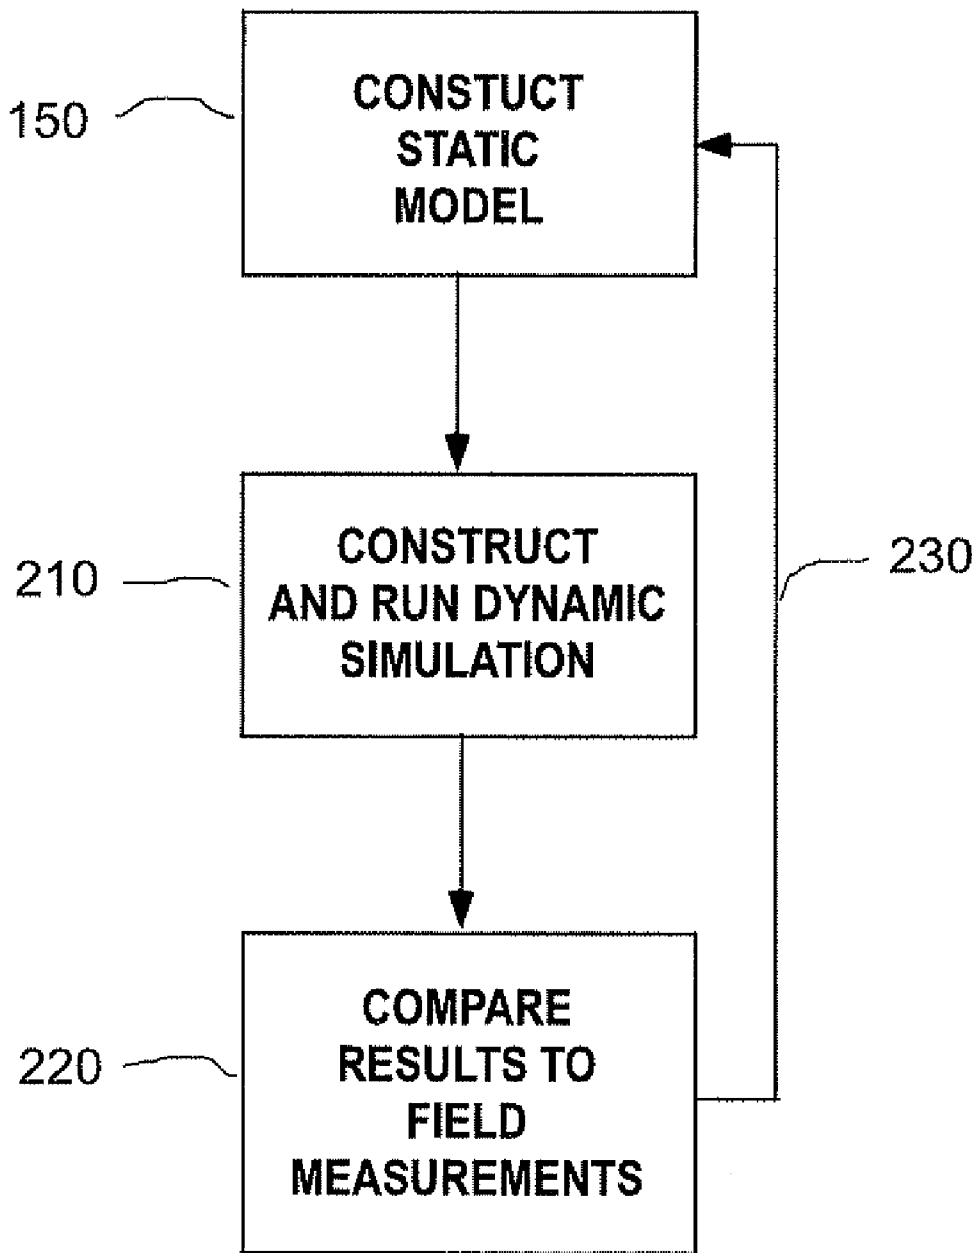 150
CONSTUCT
STATIC
MODEL
210
CONSTRUCT
AND RUN DYNAMIC
SIMULATION
230
220
COMPARE
RESULTS TO
FIELD
MEASUREMENTS